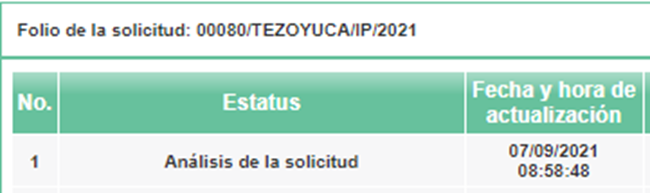 Folio de la solicitud: 00080/TEZOYUCA/IP/2021
No. Estatus Fecha y hora de
actualización
1 Análisis de la solicitud 07/09/2021
08:58:48